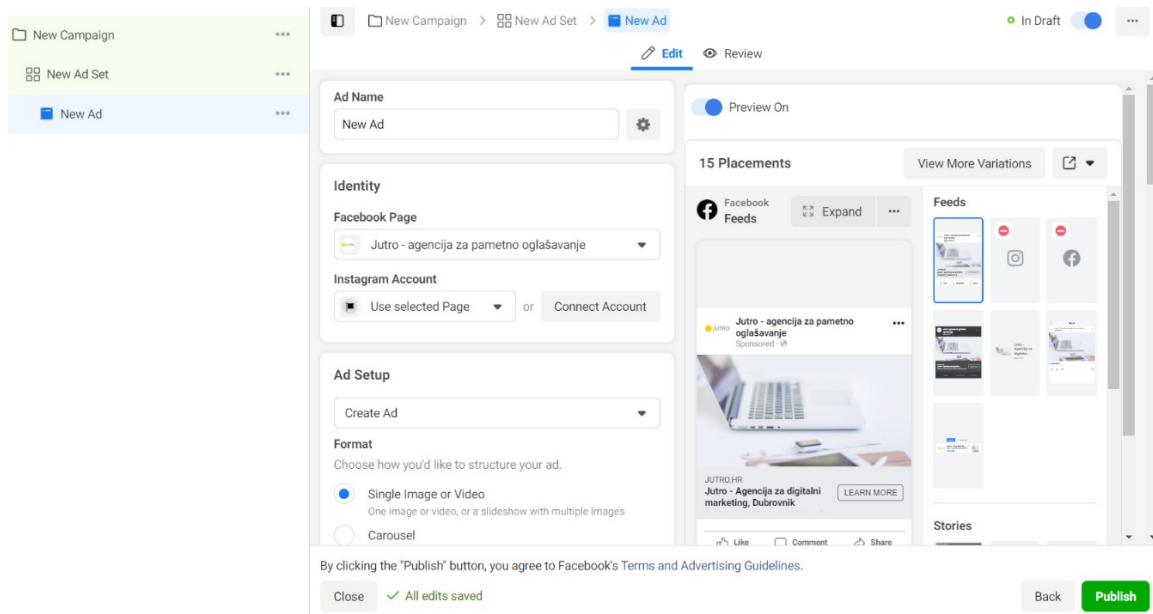 New Campaign
New Ad Set
New Ad
New Campaign > New Ad Set > New Ad
In Draft
Edit
Review
Ad Name
New Ad
Identity
Facebook Page
Jutro - agencija za pametno oglašavanje
Instagram Account
Use selected Page
or
Connect Account
Ad Setup
Create Ad
Format
Choose how you'd like to structure your ad.
Single Image or Video
One image or video, or a slideshow with multiple images
Carousel
Preview On
15 Placements
View More Variations
Facebook
Feeds
Expand
JUTRO
Jutro - agencija za pametno
oglašavanje
Sponsored ·
JUTRO.HR
Jutro - Agencija za digitalni
marketing, Dubrovnik
LEARN MORE
Like
Comment
Share
Feeds
Stories
By clicking the "Publish" button, you agree to Facebook's Terms and Advertising Guidelines.
Close
All edits saved
Back
Publish